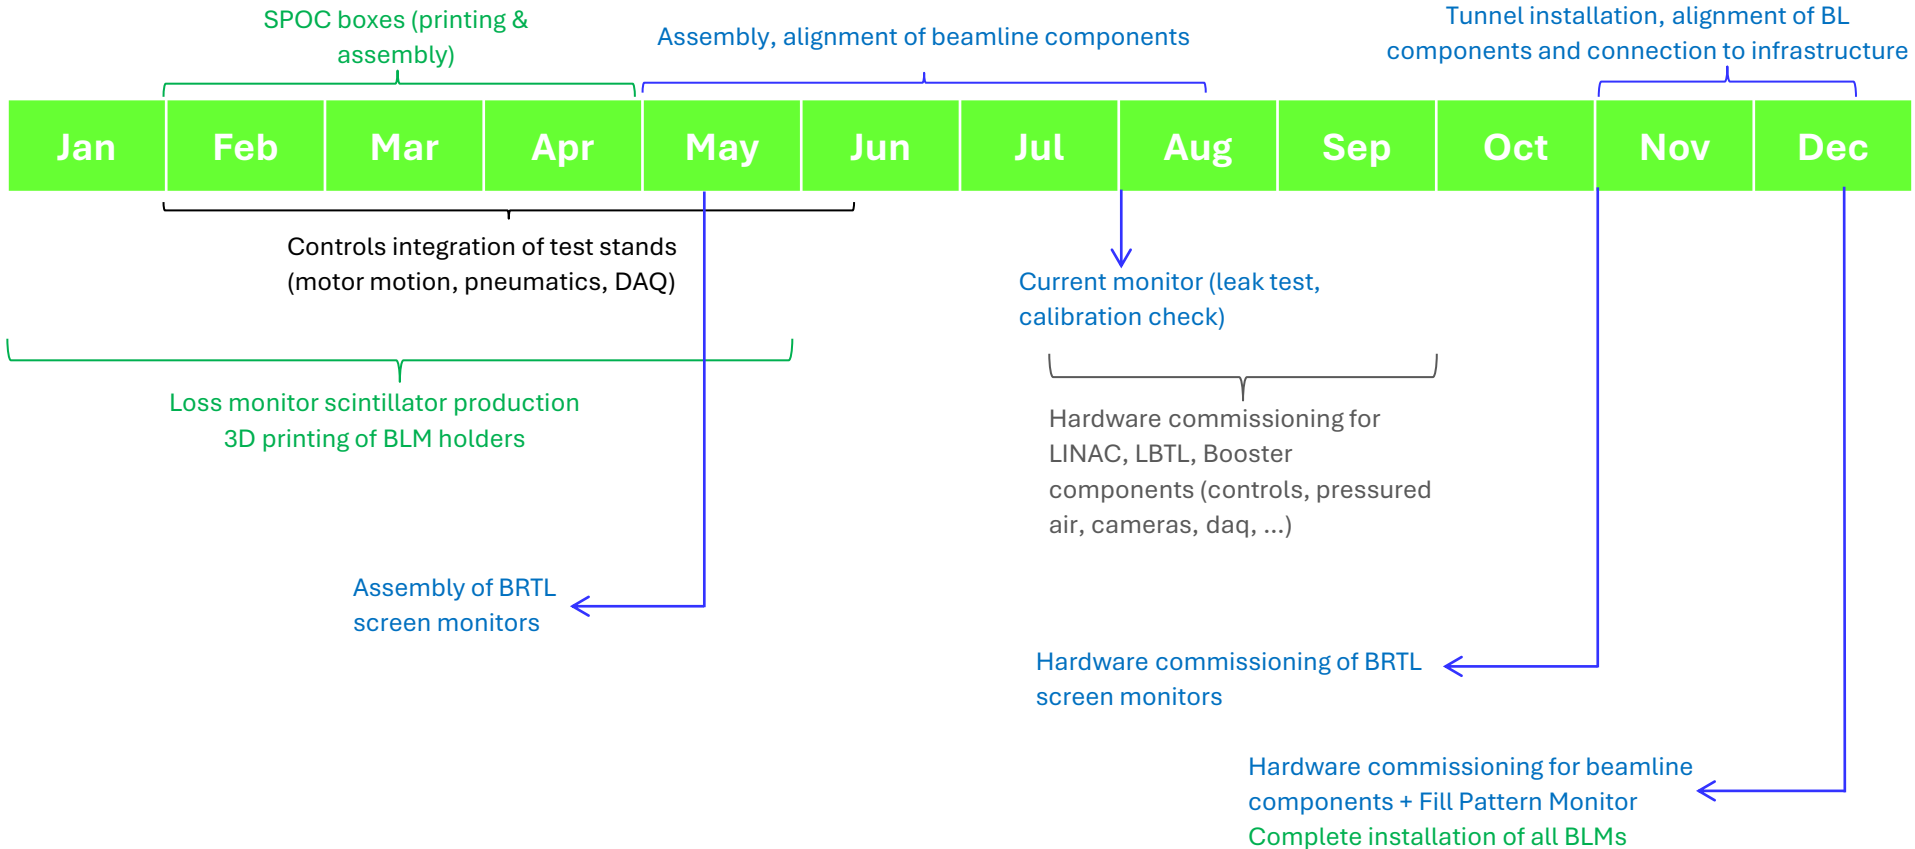 SPOC boxes (printing &
assembly)
Assembly, alignment of beamline components
Tunnel installation, alignment of BL
components and connection to infrastructure
Jan Feb Mar Apr May Jun Jul Aug Sep Oct Nov Dec
Controls integration of test stands
(motor motion, pneumatics, DAQ)
Current monitor (leak test,
calibration check)
Loss monitor scintillator production
3D printing of BLM holders
Hardware commissioning for
LINAC, LBTL, Booster
components (controls, pressured
air, cameras, daq, ...)
Assembly of BRTL
screen monitors
Hardware commissioning of BRTL
screen monitors
Hardware commissioning for beamline
components + Fill Pattern Monitor
Complete installation of all BLMs